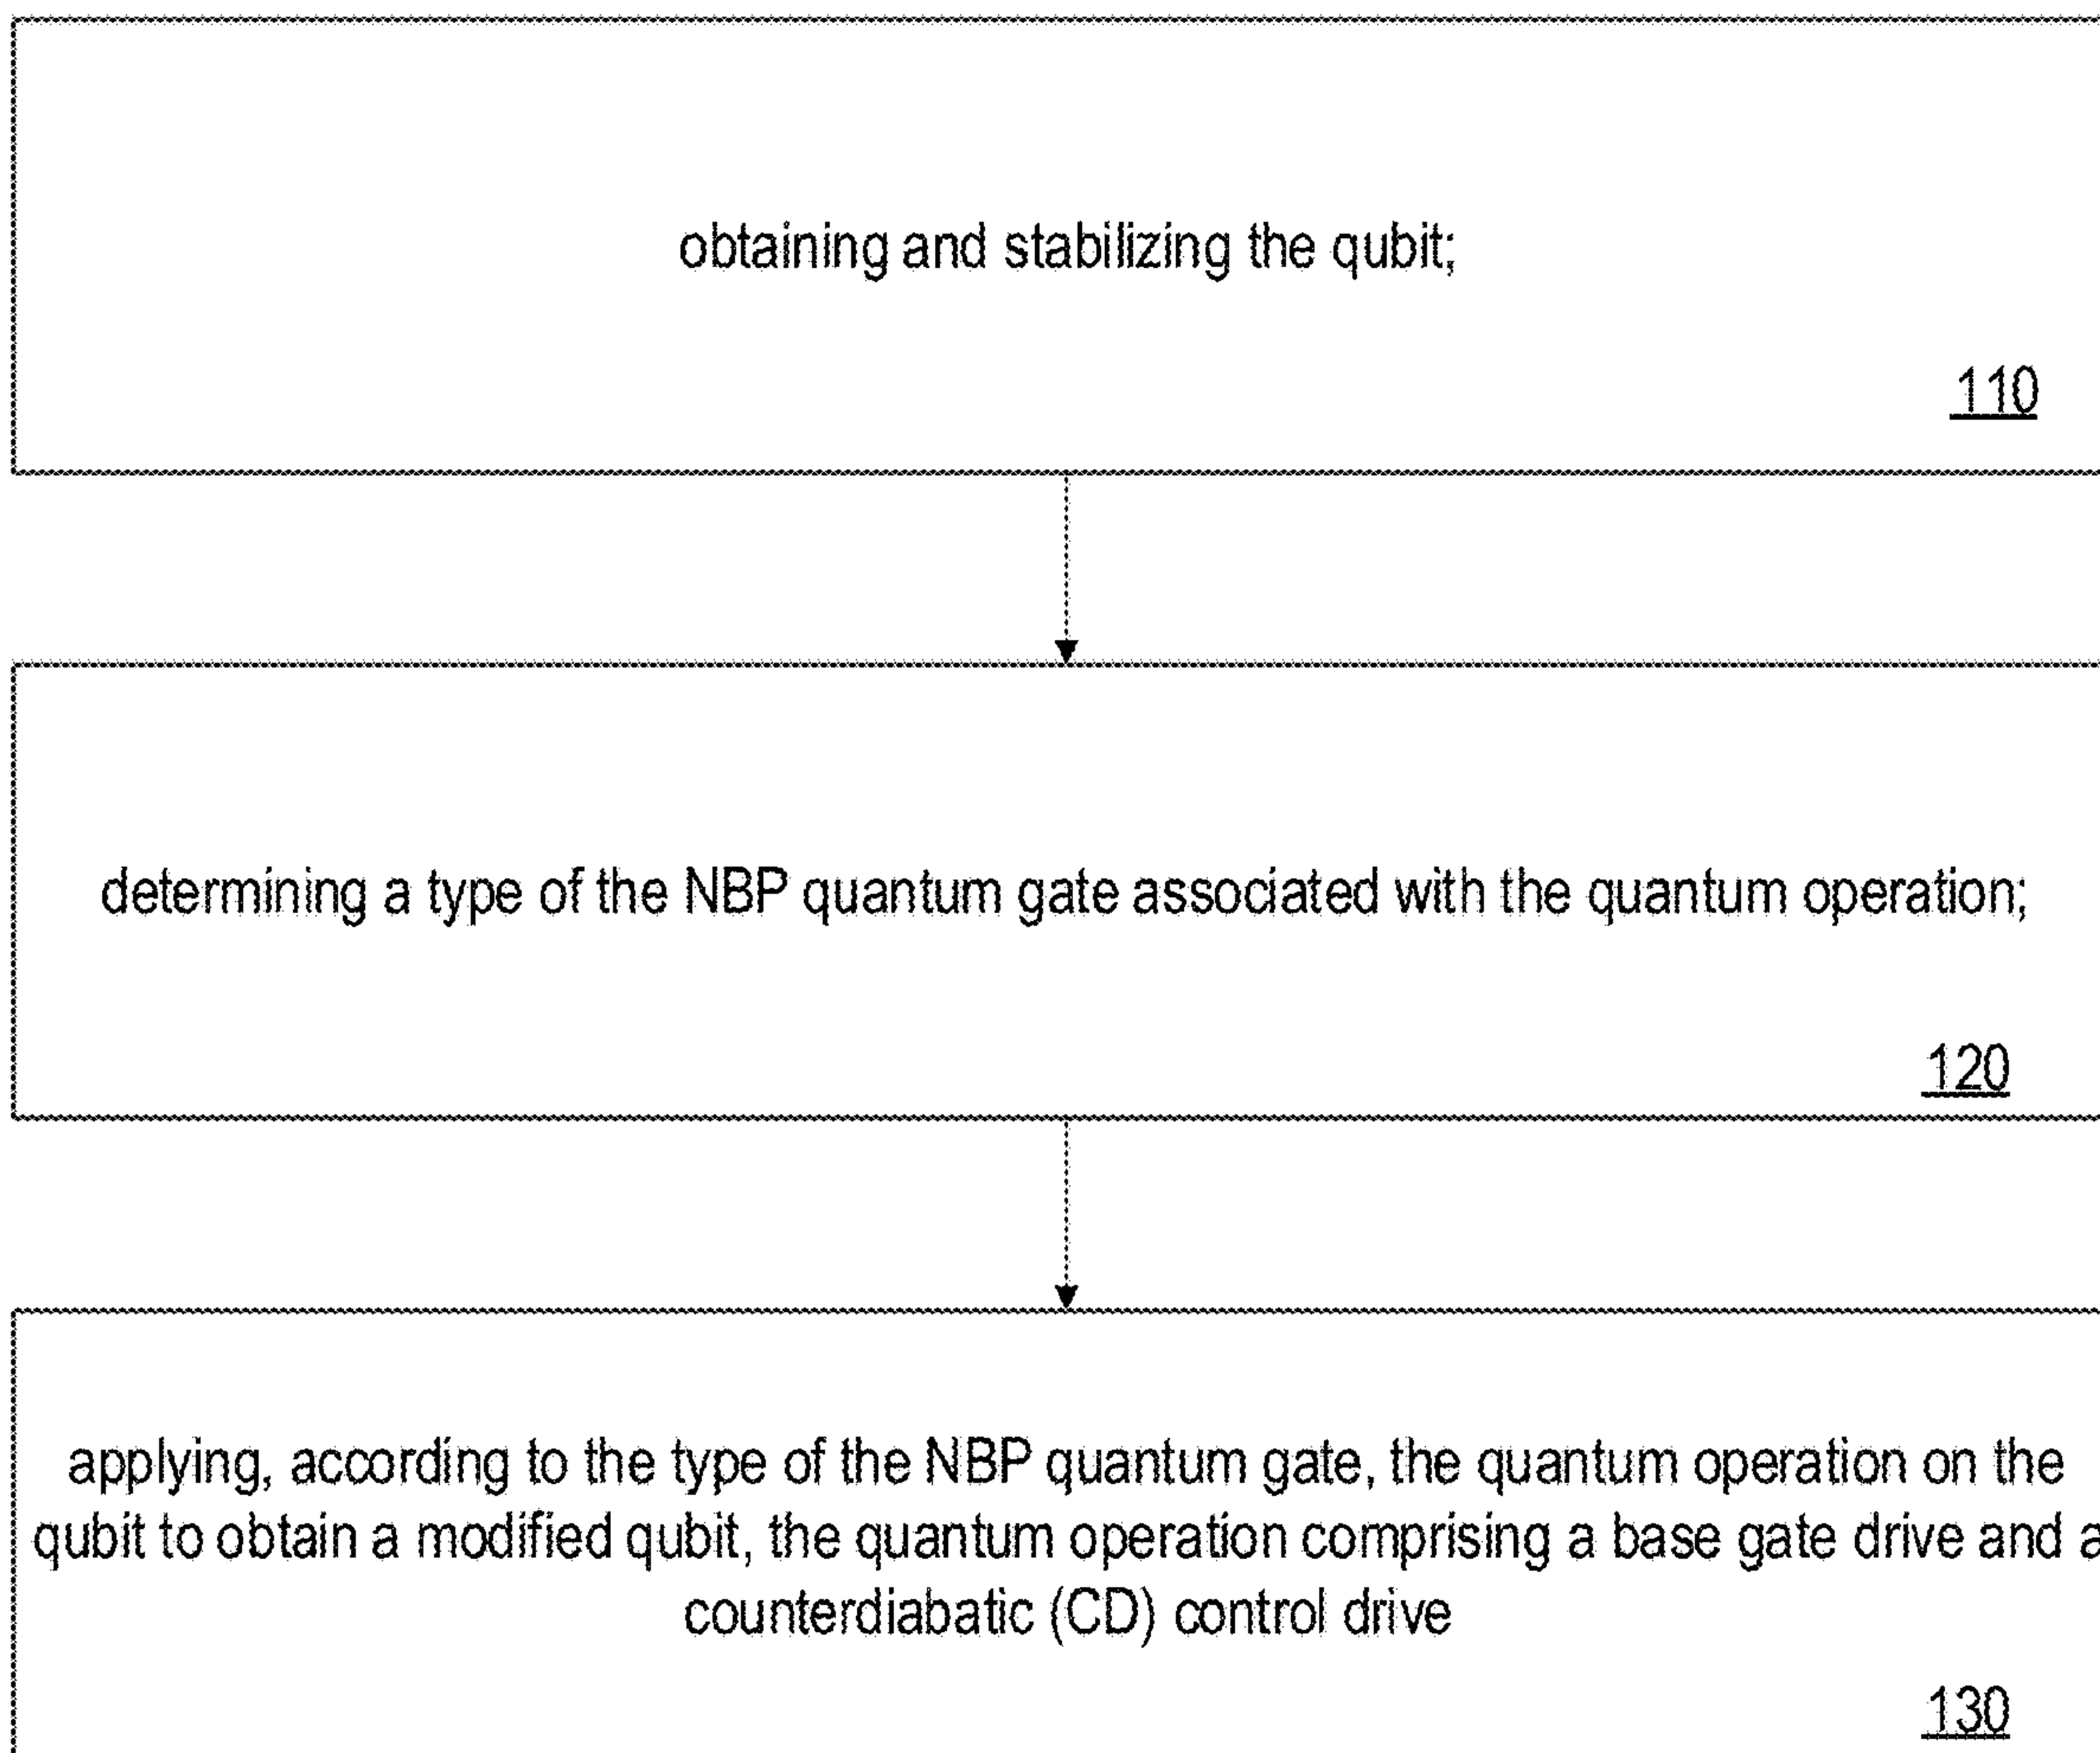 obtaining and stabilizing the qubit;
110
determining a type of the NBP quantum gate associated with the quantum operation;
120
applying, according to the type of the NBP quantum gate, the quantum operation on the
qubit to obtain a modified qubit, the quantum operation comprising a base gate drive and a
counterdiabatic (CD) control drive
130